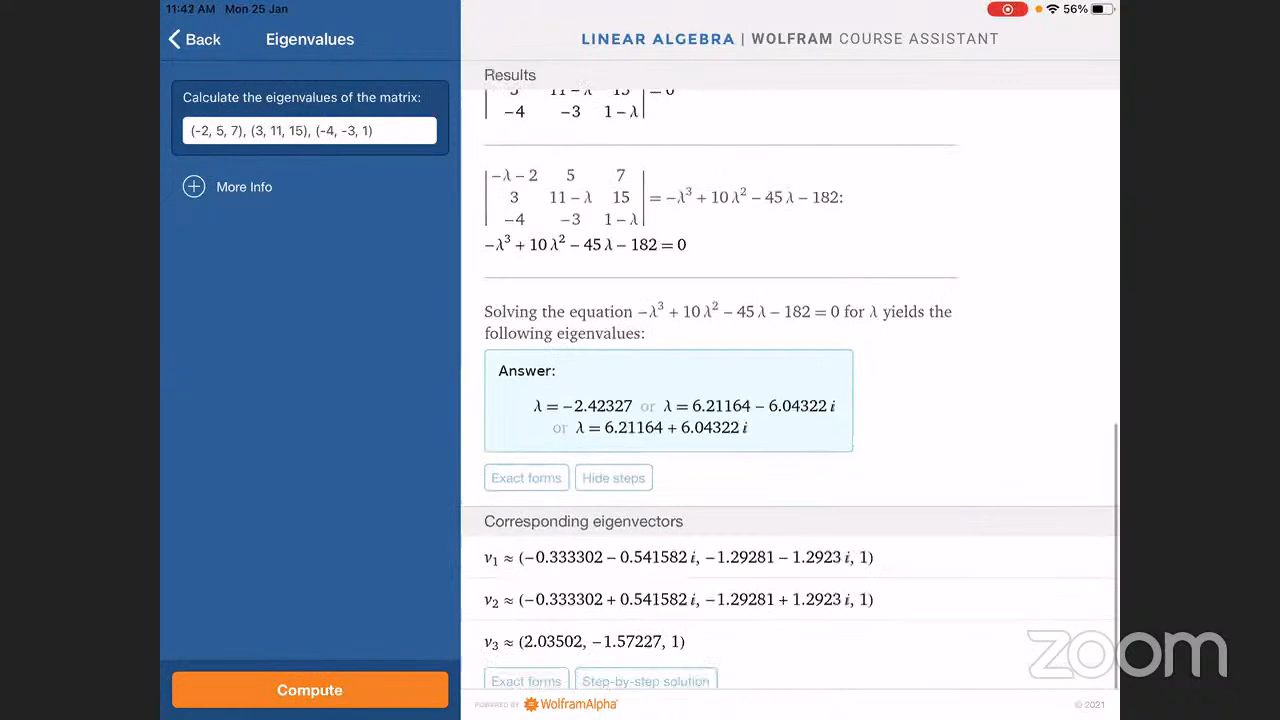 11:42 AM Mon 25 Jan
56%
Back
Eigenvalues
LINEAR ALGEBRA | WOLFRAM COURSE ASSISTANT
Calculate the eigenvalues of the matrix:
(-2, 5, 7), (3, 11, 15), (-4, -3, 1)
More Info
Compute
Results
3 11 − λ 15 = 0
−4 −3 1 − λ
−λ − 2 5 7
3 11 − λ 15 = −λ³ + 10 λ² − 45 λ − 182:
−4 −3 1 − λ
−λ³ + 10 λ² − 45 λ − 182 = 0
Solving the equation −λ³ + 10 λ² − 45 λ − 182 = 0 for λ yields the
following eigenvalues:
Answer:
λ = −2.42327 or λ = 6.21164 − 6.04322 i
or λ = 6.21164 + 6.04322 i
Exact forms Hide steps
Corresponding eigenvectors
v₁ ≈ (−0.333302 − 0.541582 i, −1.29281 − 1.2923 i, 1)
v₂ ≈ (−0.333302 + 0.541582 i, −1.29281 + 1.2923 i, 1)
v₃ ≈ (2.03502, −1.57227, 1)
Exact forms Step-by-step solution
POWERED BY WolframAlpha
© 2021
zoom